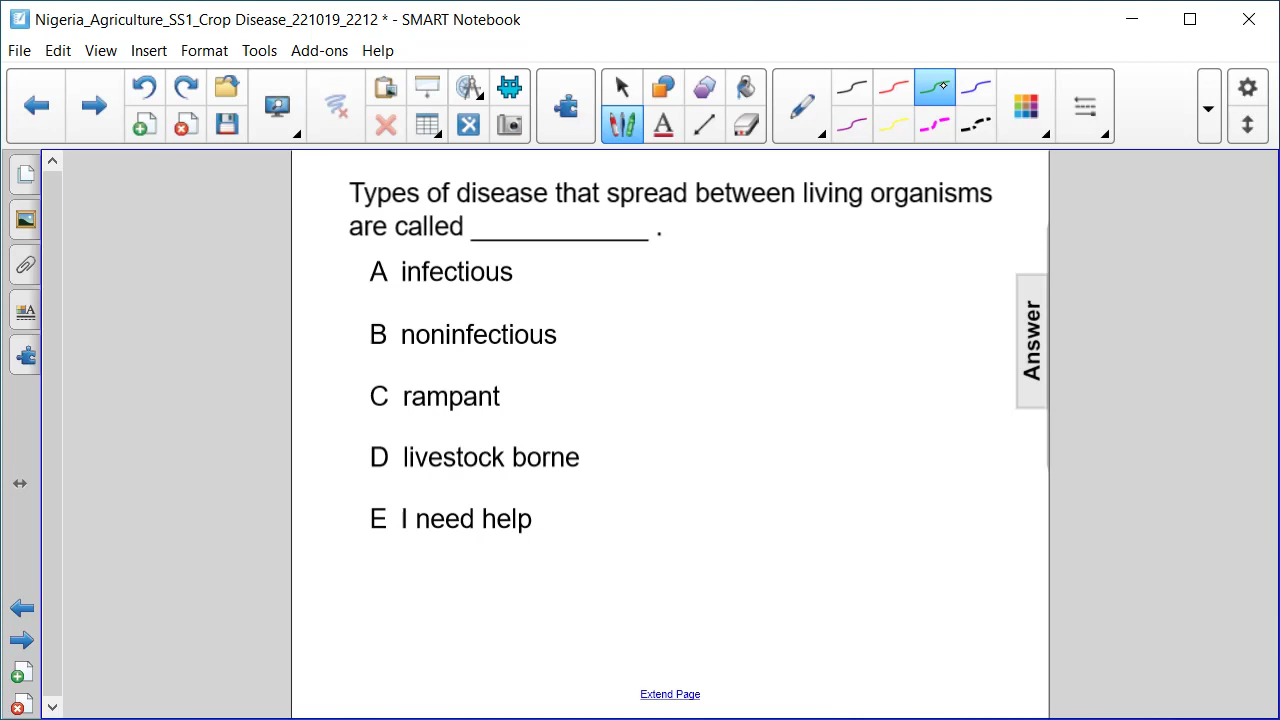 Nigeria_Agriculture_SS1_Crop Disease_221019_2212 * - SMART Notebook
File Edit View Insert Format Tools Add-ons Help
Types of disease that spread between living organisms
are called ____________ .
A infectious
B noninfectious
C rampant
D livestock borne
E I need help
Answer
Extend Page